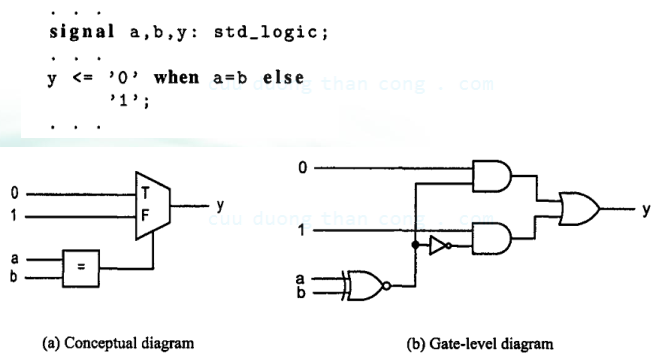 . . .
signal a,b,y: std_logic;
. . .
y <= '0' when a=b else
'1';
. . .
cuu duong than cong . com
0
1
T
F
y
a
b
=
cuu duong than cong . com
0
1
a
b
y
(a) Conceptual diagram
(b) Gate-level diagram